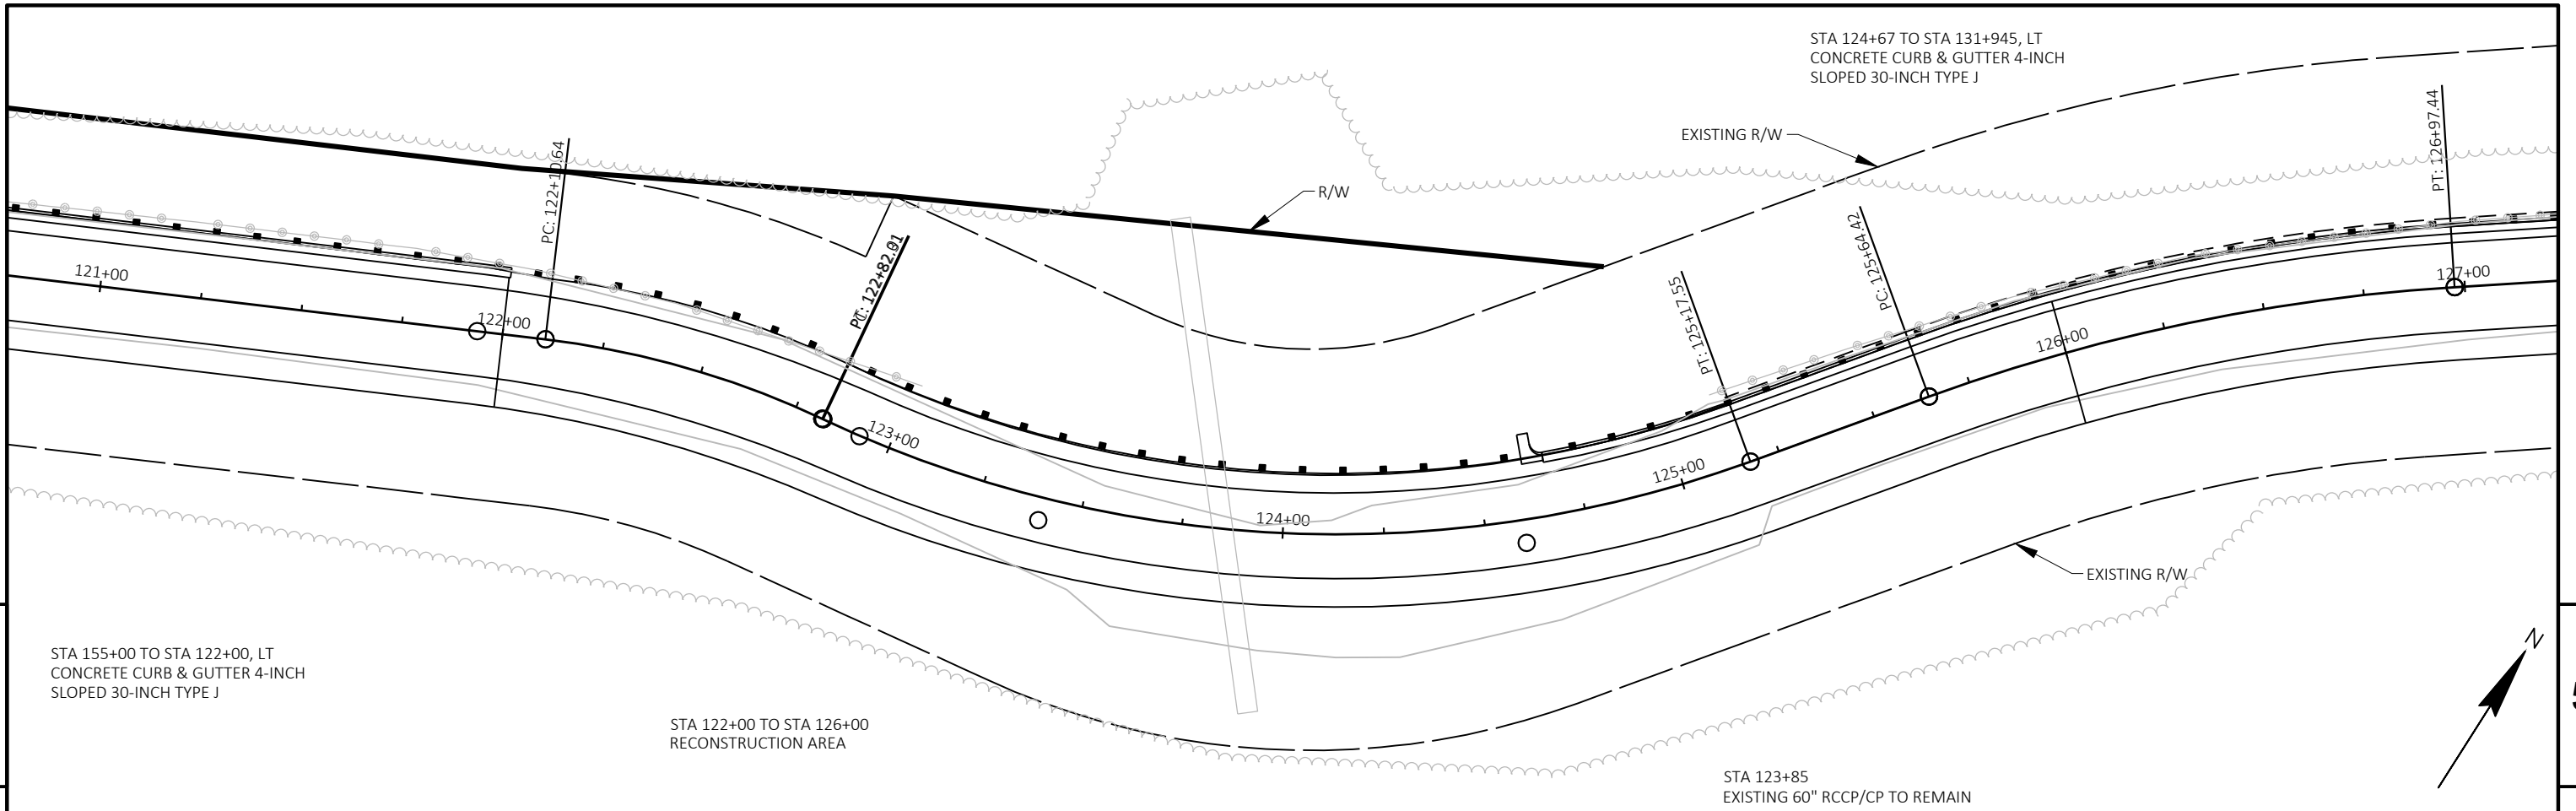 STA 124+67 TO STA 131+945, LT
CONCRETE CURB & GUTTER 4-INCH
SLOPED 30-INCH TYPE J
EXISTING R/W
R/W
PC: 122+10.64
PT: 126+97.44
PC: 125+64.42
PT: 125+17.55
121+00
122+00
123+00
124+00
125+00
126+00
127+00
EXISTING R/W
N
STA 155+00 TO STA 122+00, LT
CONCRETE CURB & GUTTER 4-INCH
SLOPED 30-INCH TYPE J
STA 122+00 TO STA 126+00
RECONSTRUCTION AREA
STA 123+85
EXISTING 60" RCCP/CP TO REMAIN